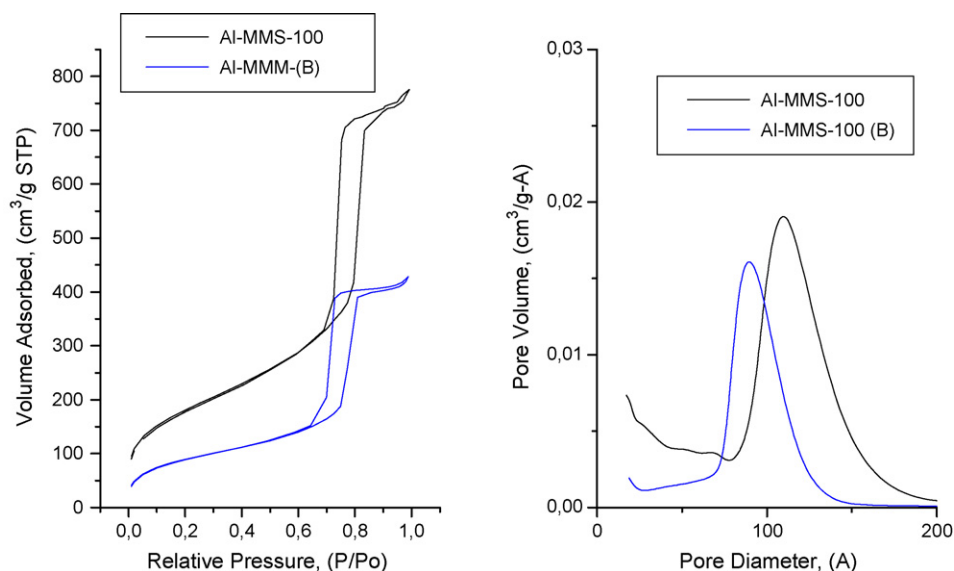 Al-MMS-100
Al-MMM-(B)
800
700
600
500
400
300
200
100
0
Volume Adsorbed, (cm³/g STP)
0,0 0,2 0,4 0,6 0,8 1,0
Relative Pressure, (P/Po)
Al-MMS-100
Al-MMS-100 (B)
0,03
0,02
0,01
0,00
Pore Volume, (cm³/g-A)
0 100 200
Pore Diameter, (A)